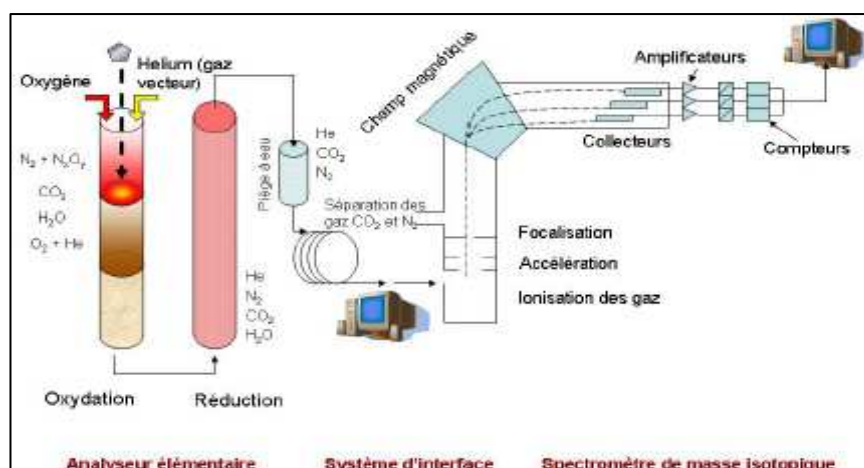 Oxygène
Helium (gaz
vecteur)
N₂ + NₓOᵧ
CO₂
H₂O
O₂ + He
Oxydation
He
N₂
CO₂
H₂O
Réduction
Piège à eau
He
CO₂
N₂
Séparation des
gaz CO₂ et N₂
Champ magnétique
Focalisation
Accélération
Ionisation des gaz
Collecteurs
Amplificateurs
Compteurs
Analyseur élémentaire
Système d'interface
Spectromètre de masse isotopique